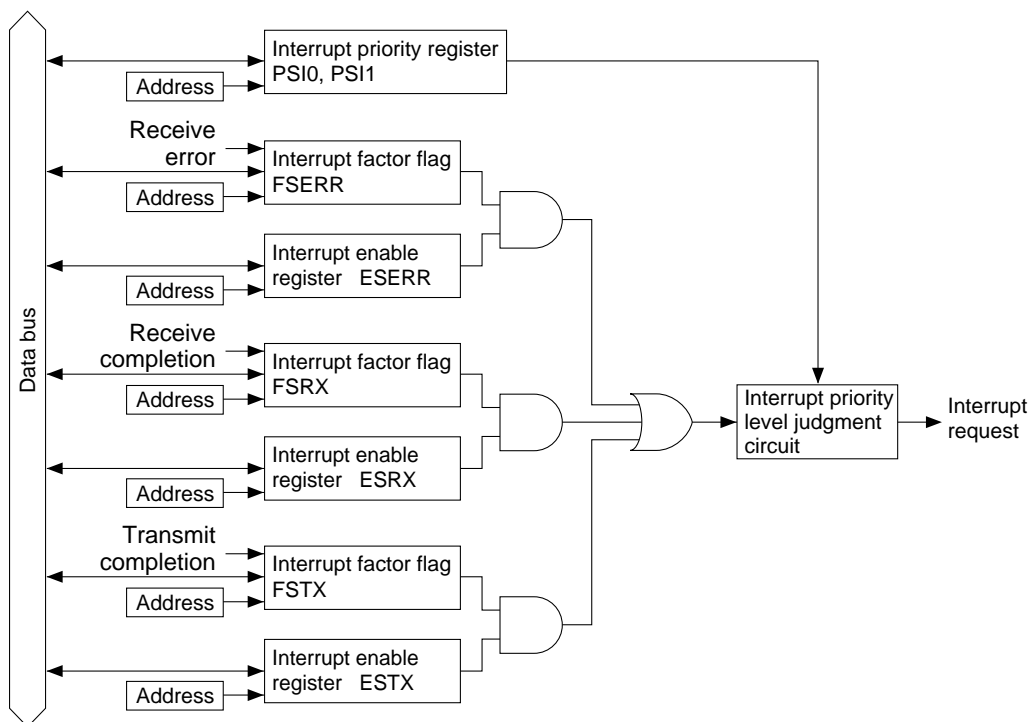 Data bus
Interrupt priority register
PSI0, PSI1
Address
Receive
error
Interrupt factor flag
FSERR
Address
Interrupt enable
register ESERR
Address
Receive
completion
Interrupt factor flag
FSRX
Address
Interrupt enable
register ESRX
Address
Transmit
completion
Interrupt factor flag
FSTX
Address
Interrupt enable
register ESTX
Address
Interrupt priority
level judgment
circuit
Interrupt
request